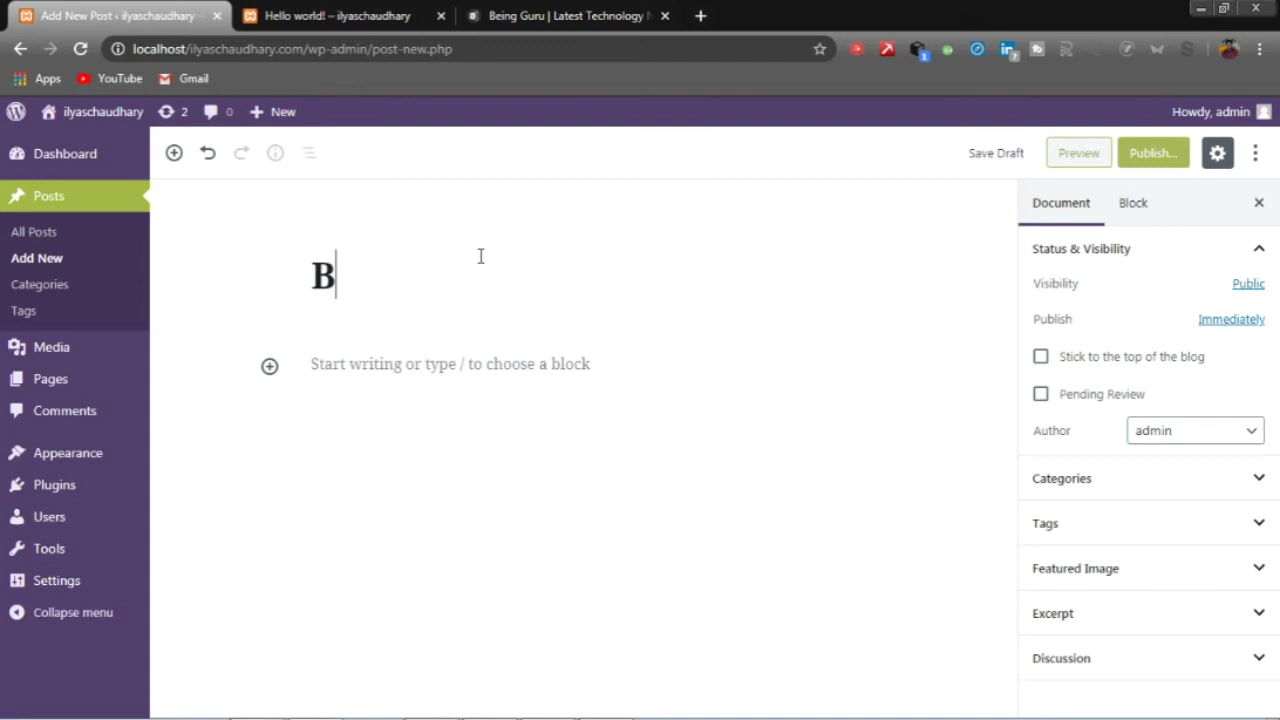 Add New Post ‹ ilyaschaudhary
Hello world! – ilyaschaudhary
Being Guru | Latest Technology
localhost/ilyaschaudhary.com/wp-admin/post-new.php
Apps
YouTube
Gmail
ilyaschaudhary
2
0
New
Howdy, admin
Dashboard
Posts
All Posts
Add New
Categories
Tags
Media
Pages
Comments
Appearance
Plugins
Users
Tools
Settings
Collapse menu
Save Draft
Preview
Publish...
B
Start writing or type / to choose a block
Document
Block
Status & Visibility
Visibility
Public
Publish
Immediately
Stick to the top of the blog
Pending Review
Author
admin
Categories
Tags
Featured Image
Excerpt
Discussion